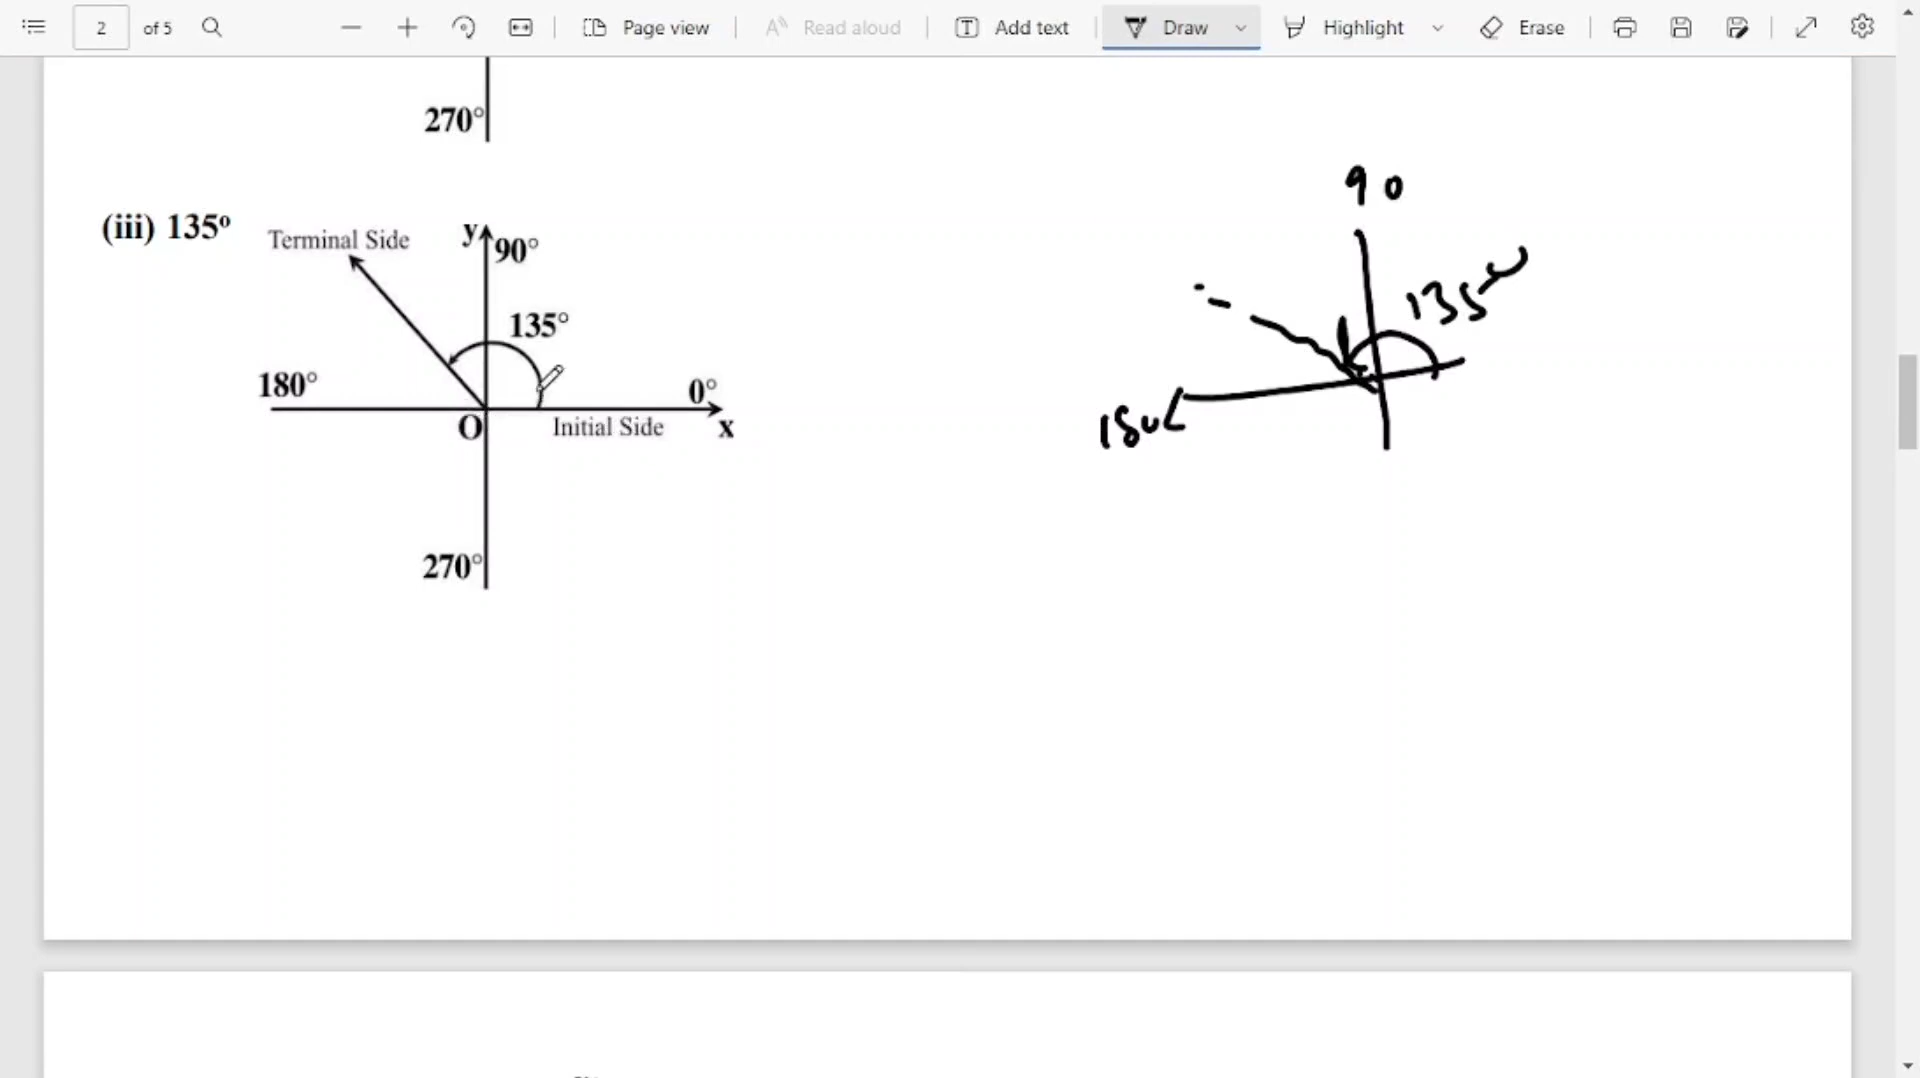 2 of 5 Page view Read aloud Add text Draw Highlight Erase
270°
(iii) 135º
Terminal Side
y
90°
135°
180°
0°
O
Initial Side
x
270°
90
135
180